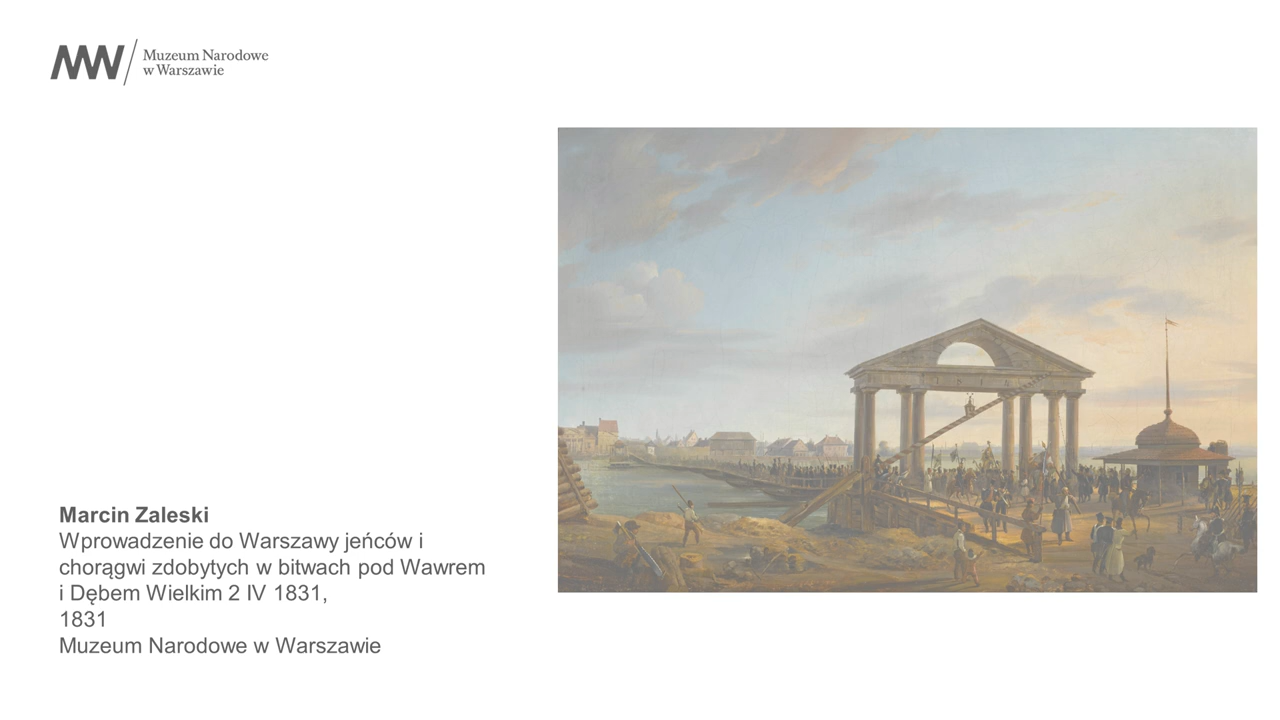 MW
Muzeum Narodowe
w Warszawie
Marcin Zaleski
Wprowadzenie do Warszawy jeńców i
chorągwi zdobytych w bitwach pod Wawrem
i Dębem Wielkim 2 IV 1831,
1831
Muzeum Narodowe w Warszawie